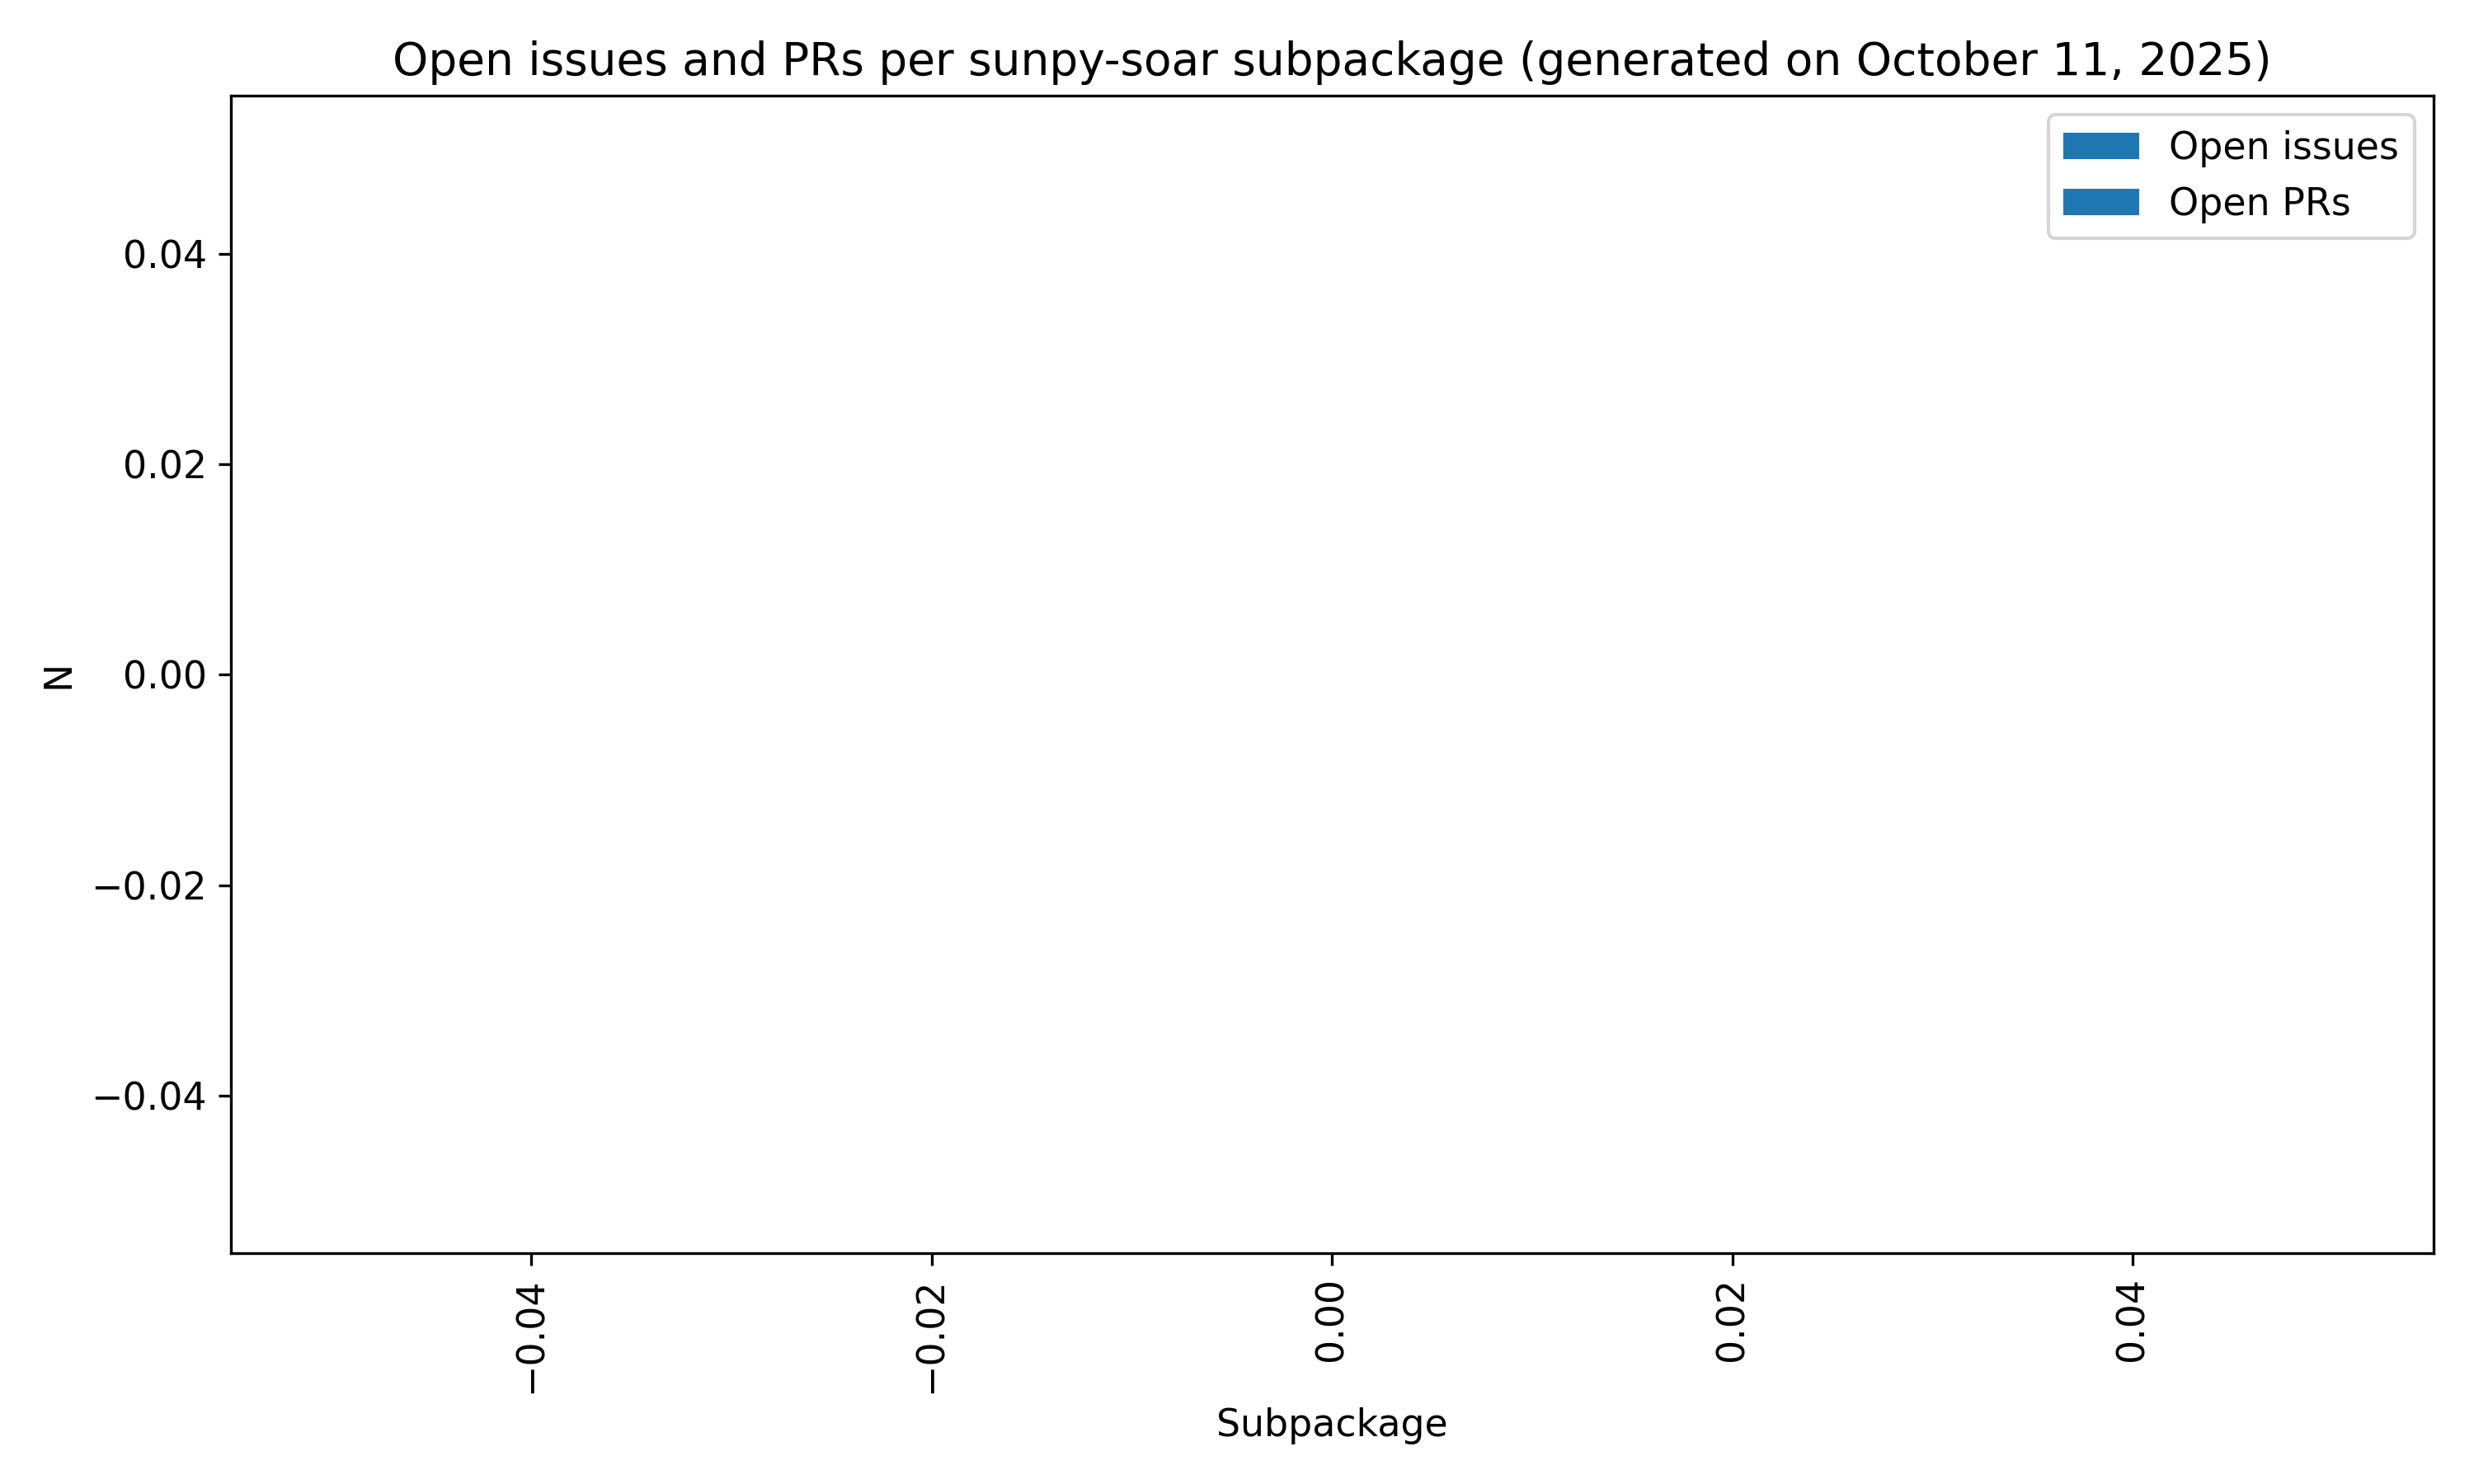 Open issues and PRs per sunpy-soar subpackage (generated on October 11, 2025)
Open issues
Open PRs
0.04
0.02
0.00
−0.02
−0.04
N
−0.04
−0.02
0.00
0.02
0.04
Subpackage